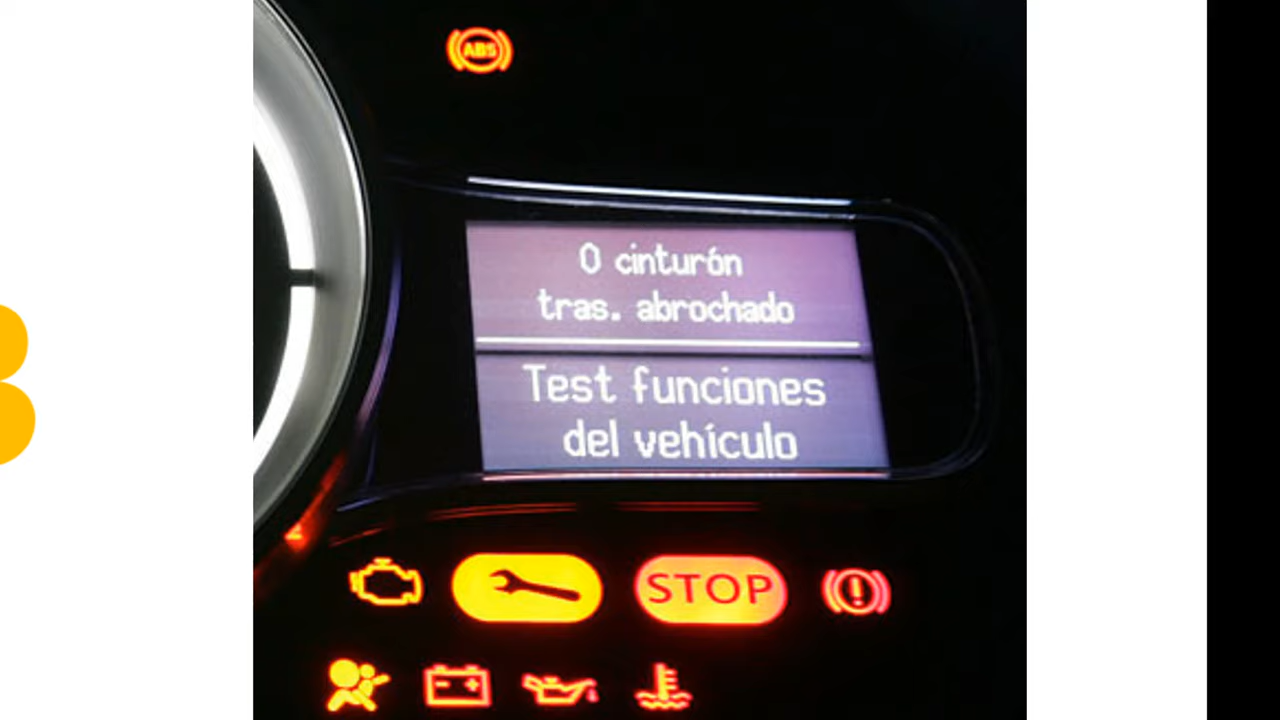 ABS
0 cinturón
tras. abrochado
Test funciones
del vehículo
STOP